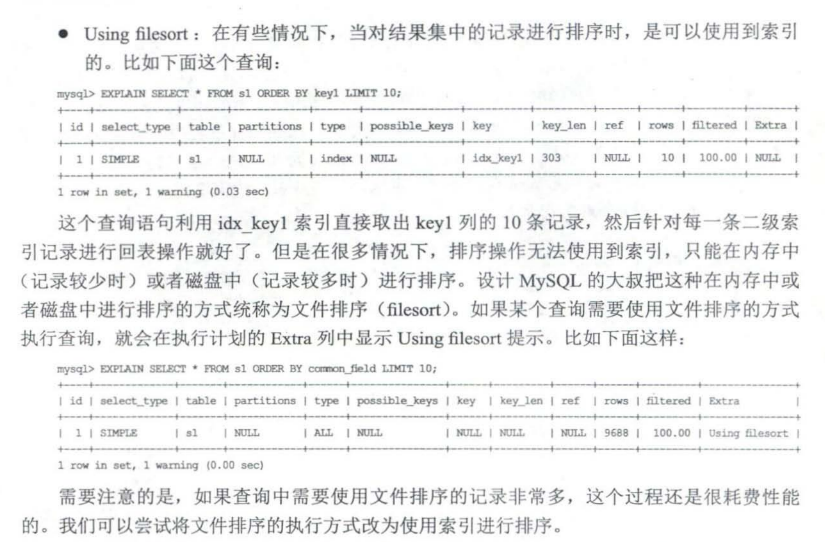 ● Using filesort：在有些情况下，当对结果集中的记录进行排序时，是可以使用到索引
的。比如下面这个查询：
mysql> EXPLAIN SELECT * FROM s1 ORDER BY key1 LIMIT 10;
| id | select_type | table | partitions | type | possible_keys | key | key_len | ref | rows | filtered | Extra |
| 1 | SIMPLE | s1 | NULL | index | NULL | idx_key1 | 303 | NULL | 10 | 100.00 | NULL |
1 row in set, 1 warning (0.03 sec)
这个查询语句利用 idx_key1 索引直接取出 key1 列的 10 条记录，然后针对每一条二级索
引记录进行回表操作就好了。但是在很多情况下，排序操作无法使用到索引，只能在内存中
（记录较少时）或者磁盘中（记录较多时）进行排序。设计 MySQL 的大叔把这种在内存中或
者磁盘中进行排序的方式统称为文件排序（filesort）。如果某个查询需要使用文件排序的方式
执行查询，就会在执行计划的 Extra 列中显示 Using filesort 提示。比如下面这样：
mysql> EXPLAIN SELECT * FROM s1 ORDER BY common_field LIMIT 10;
| id | select_type | table | partitions | type | possible_keys | key | key_len | ref | rows | filtered | Extra |
| 1 | SIMPLE | s1 | NULL | ALL | NULL | NULL | NULL | NULL | 9688 | 100.00 | Using filesort |
1 row in set, 1 warning (0.00 sec)
需要注意的是，如果查询中需要使用文件排序的记录非常多，这个过程还是很耗费性能
的。我们可以尝试将文件排序的执行方式改为使用索引进行排序。